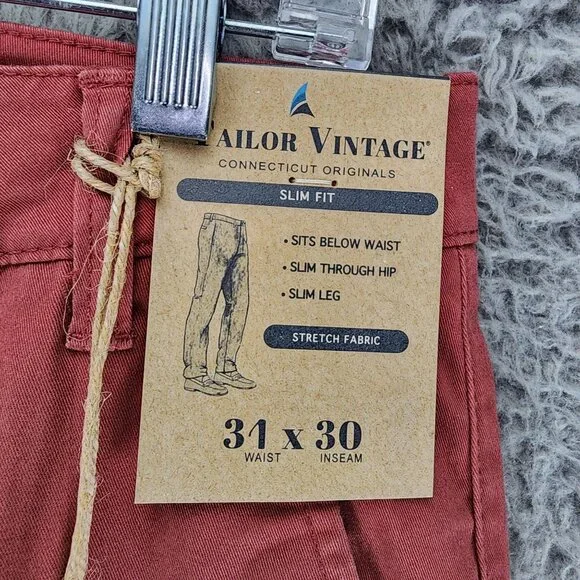 TAILOR VINTAGE®
CONNECTICUT ORIGINALS
SLIM FIT
• SITS BELOW WAIST
• SLIM THROUGH HIP
• SLIM LEG
STRETCH FABRIC
31 x 30
WAIST INSEAM